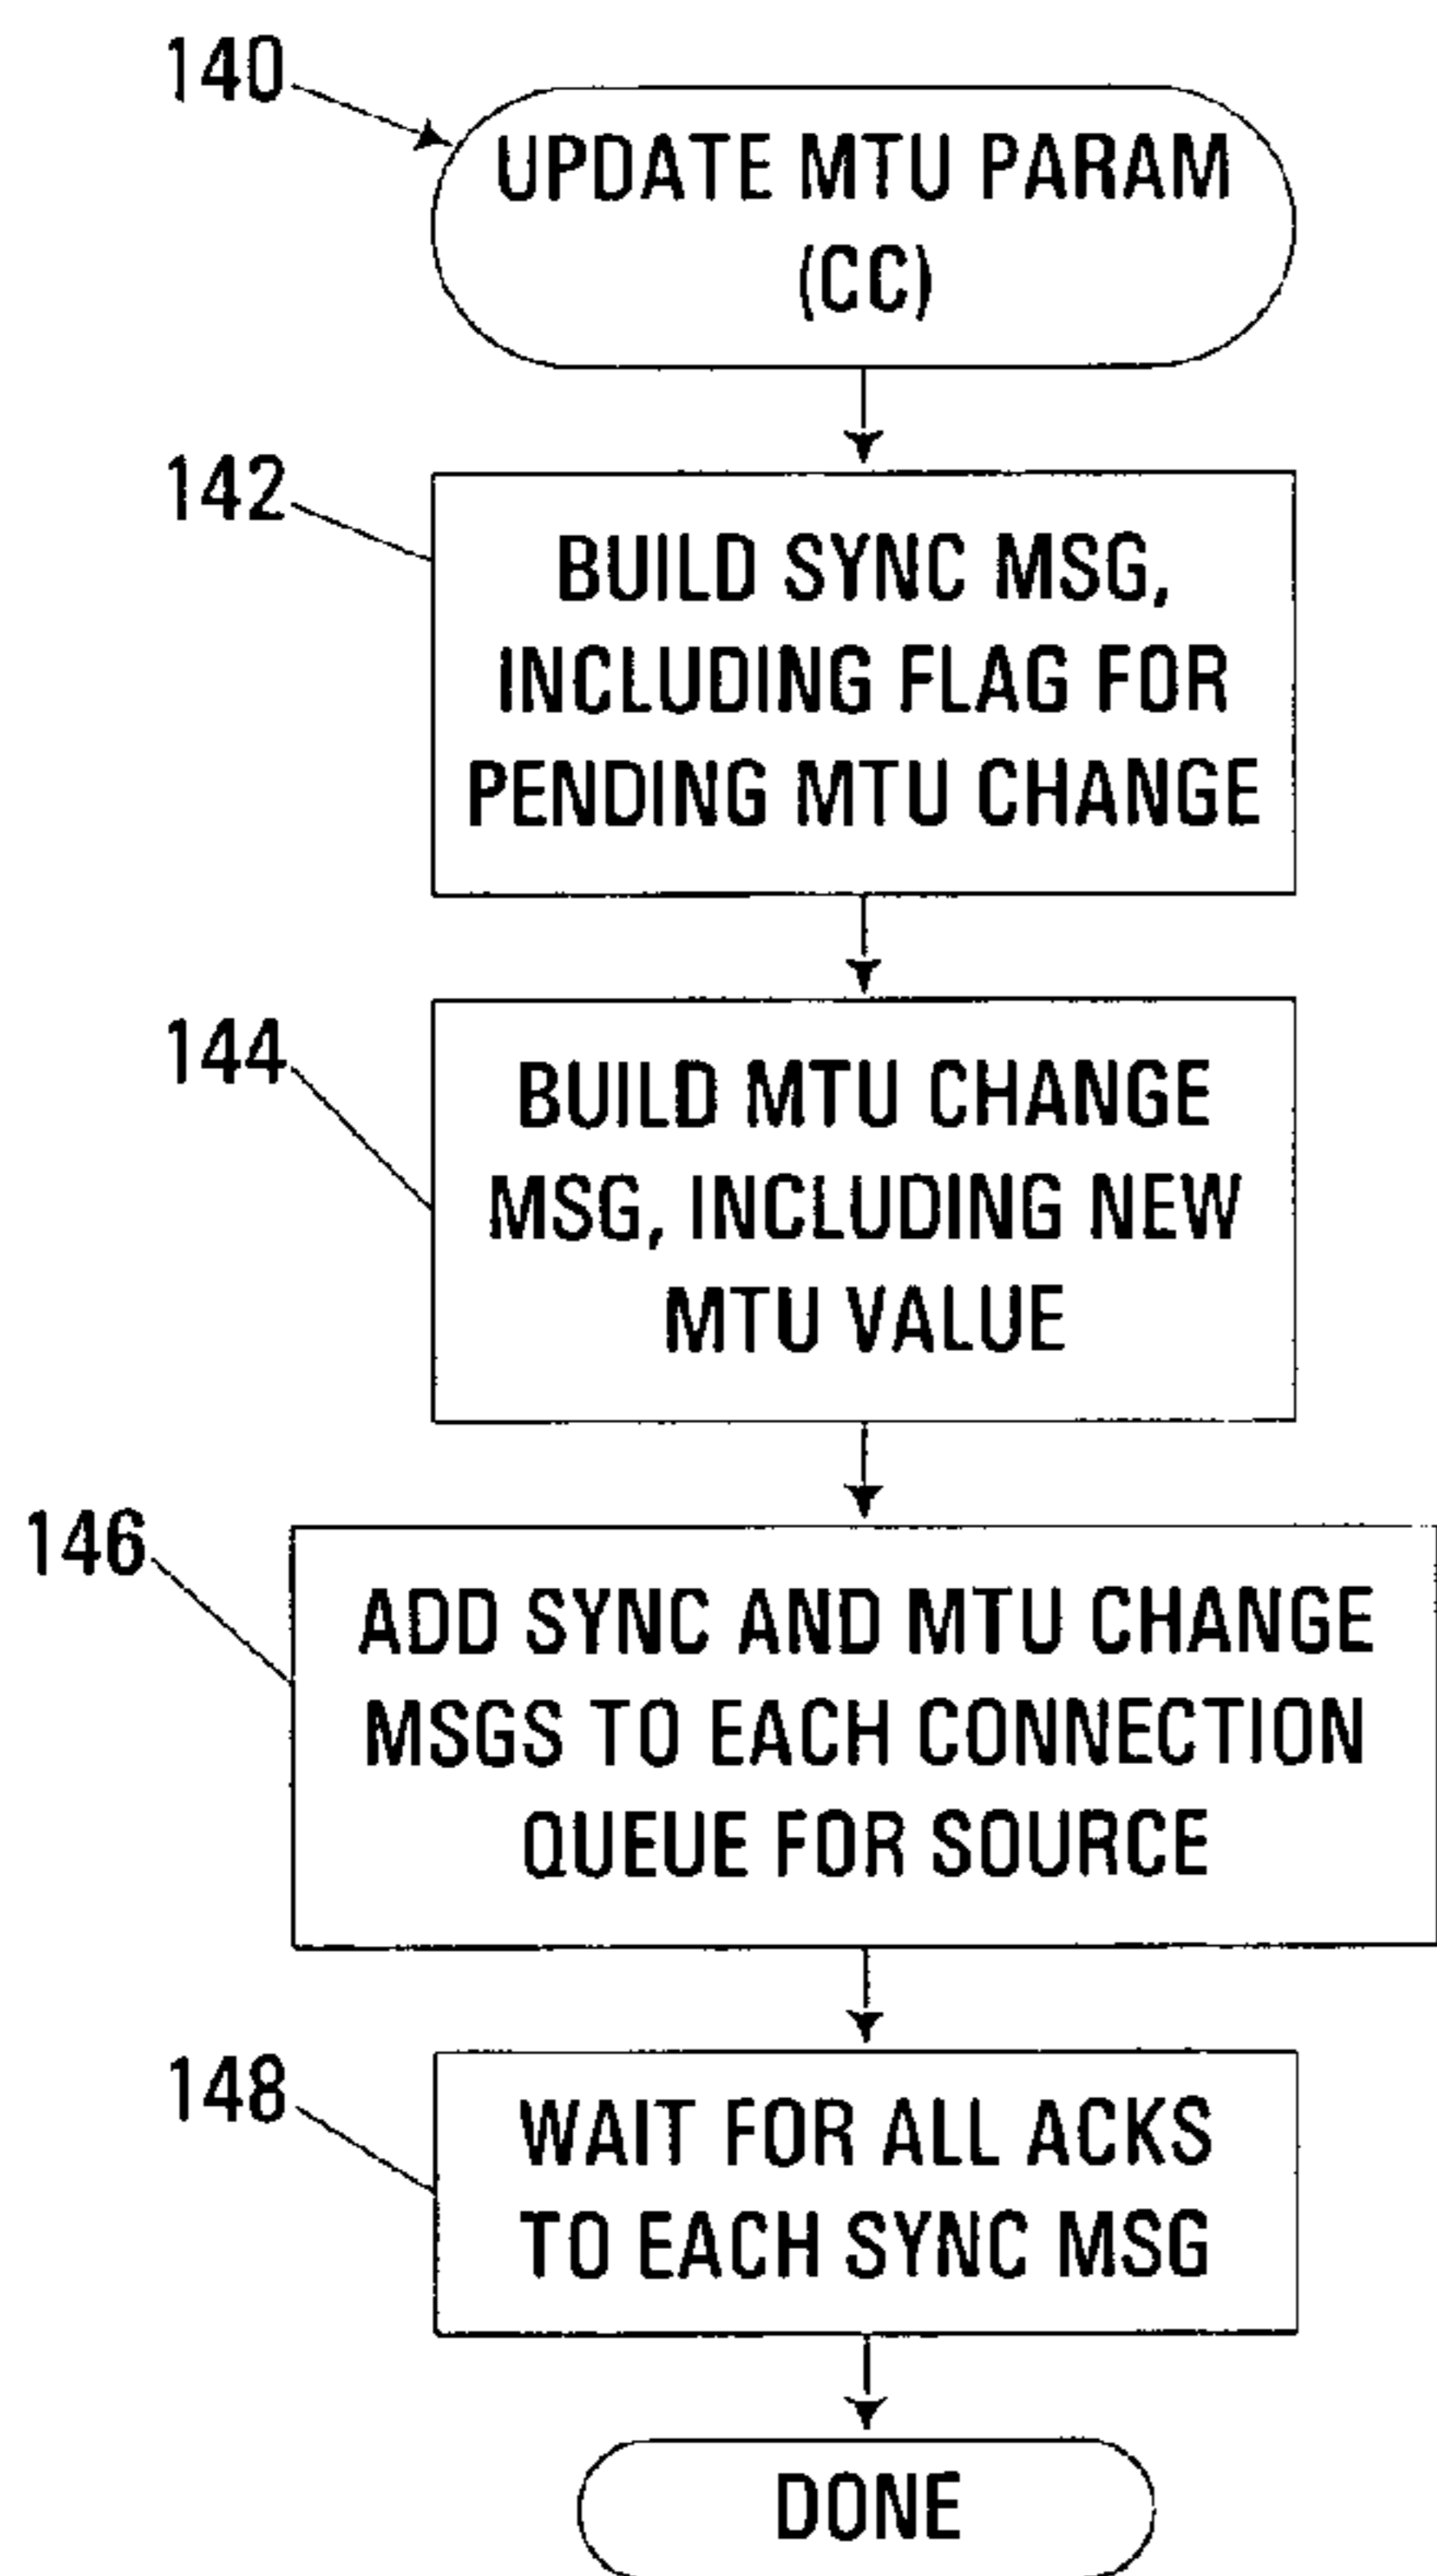 140
UPDATE MTU PARAM
(CC)
142
BUILD SYNC MSG,
INCLUDING FLAG FOR
PENDING MTU CHANGE
144
BUILD MTU CHANGE
MSG, INCLUDING NEW
MTU VALUE
146
ADD SYNC AND MTU CHANGE
MSGS TO EACH CONNECTION
QUEUE FOR SOURCE
148
WAIT FOR ALL ACKS
TO EACH SYNC MSG
DONE